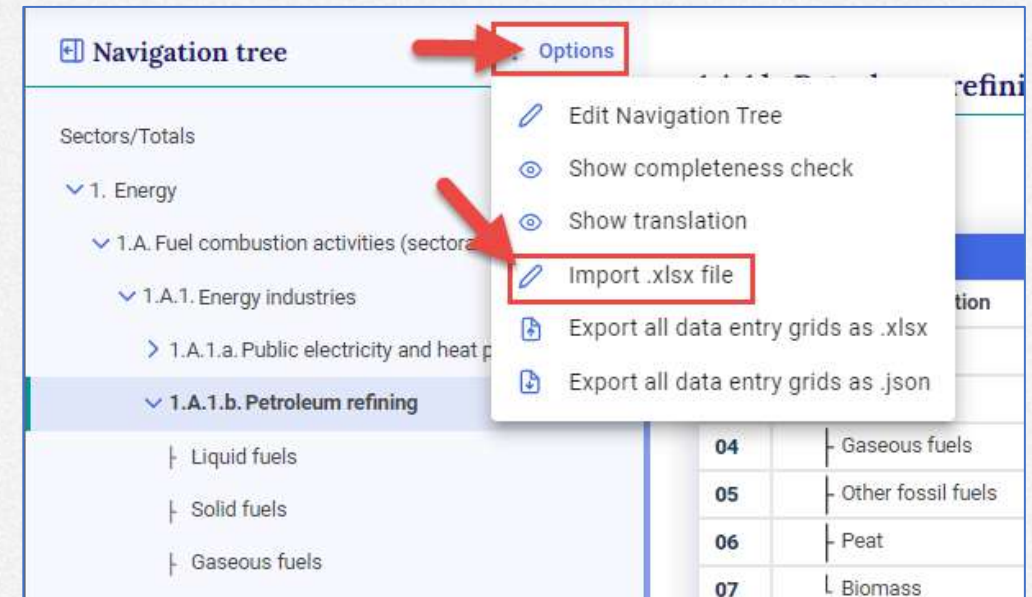 Navigation tree
Options
Sectors/Totals
1. Energy
1.A. Fuel combustion activities
1.A.1. Energy industries
1.A.1.a. Public electricity and heat
1.A.1.b. Petroleum refining
Liquid fuels
Solid fuels
Gaseous fuels
Edit Navigation Tree
Show completeness check
Show translation
Import .xlsx file
Export all data entry grids as .xlsx
Export all data entry grids as .json
04 Gaseous fuels
05 Other fossil fuels
06 Peat
07 Biomass